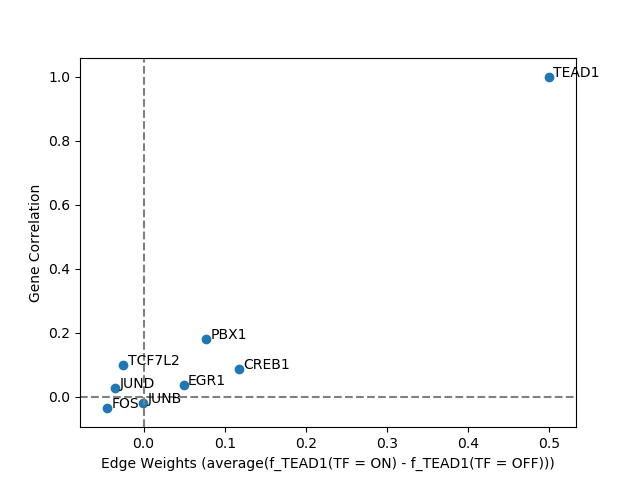 TEAD1
PBX1
TCF7L2
CREB1
JUND
EGR1
JUNB
FOS
1.0
0.8
0.6
0.4
0.2
0.0
Gene Correlation
0.0 0.1 0.2 0.3 0.4 0.5
Edge Weights (average(f_TEAD1(TF = ON) - f_TEAD1(TF = OFF)))